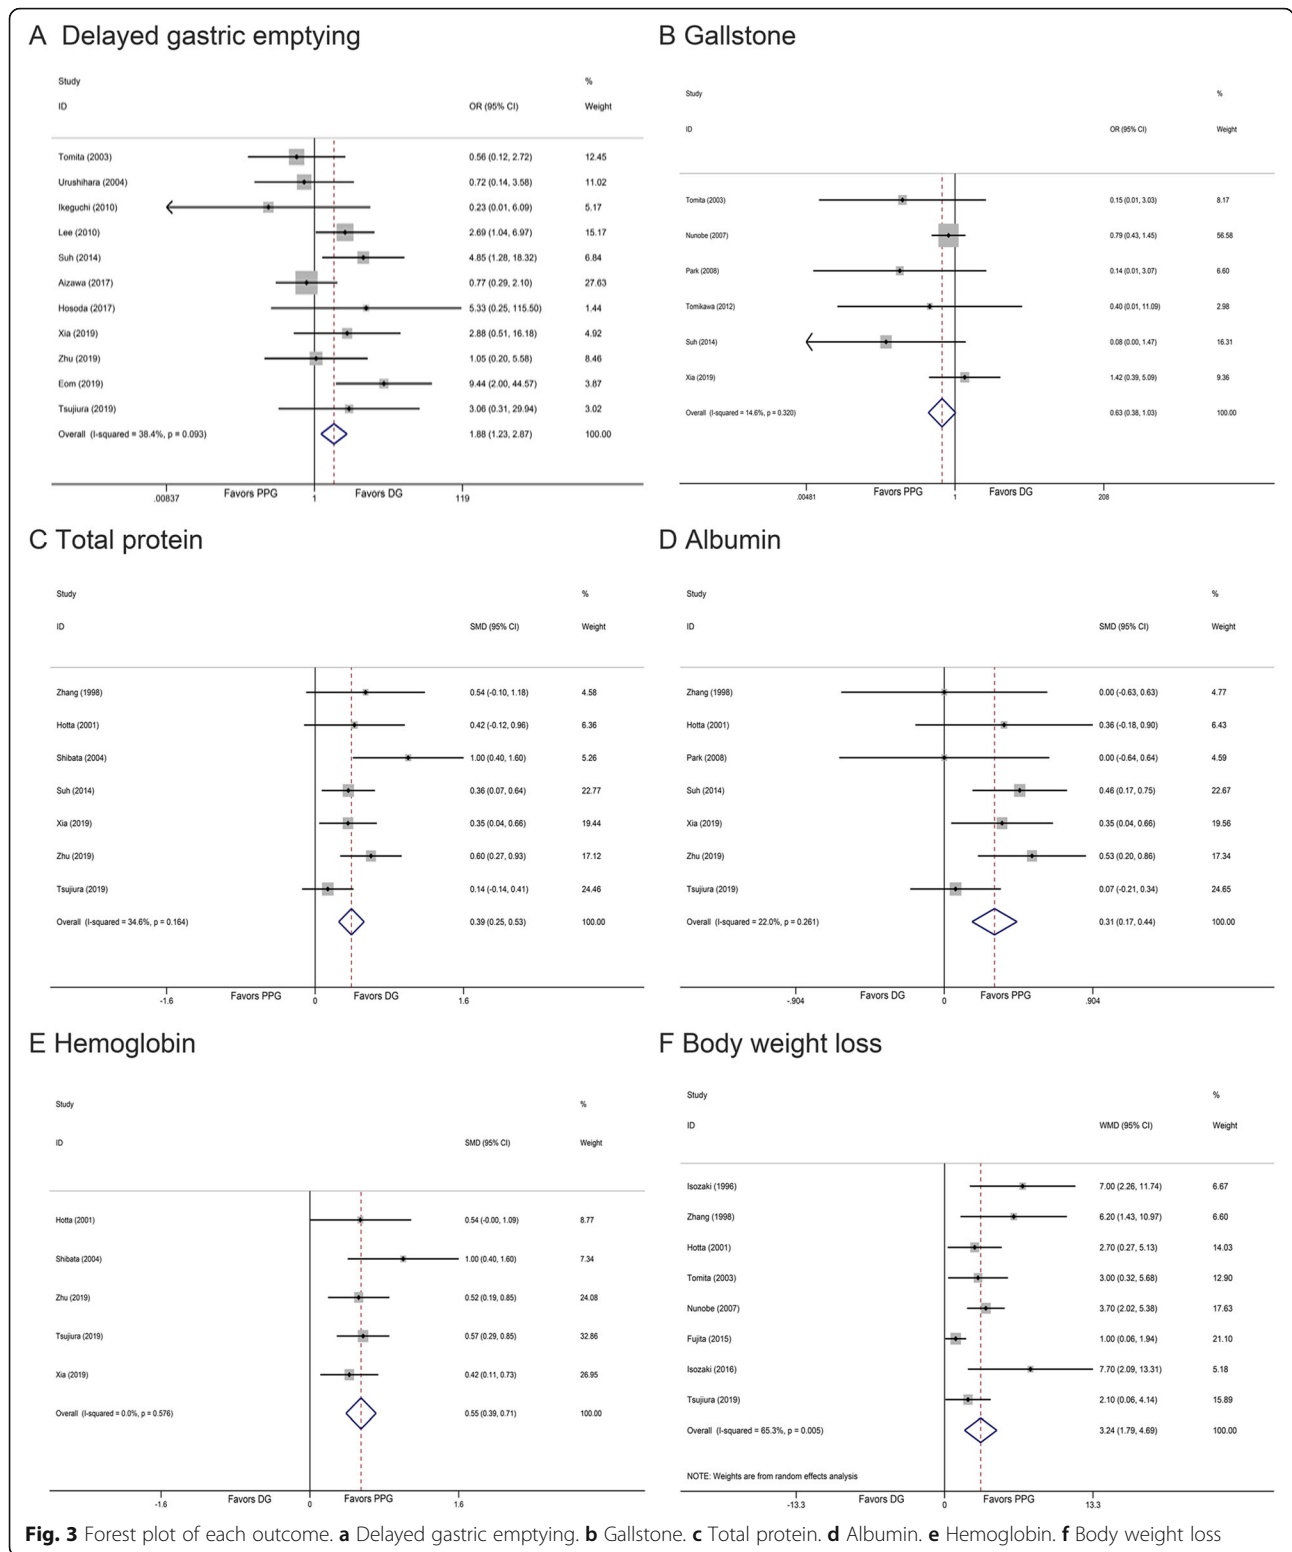 A Delayed gastric emptying
Study %
ID OR (95% CI) Weight
Tomita (2003) 0.56 (0.12, 2.72) 12.45
Urushihara (2004) 0.72 (0.14, 3.58) 11.02
Ikeguchi (2010) 0.23 (0.01, 6.09) 5.17
Lee (2010) 2.69 (1.04, 6.97) 15.17
Suh (2014) 4.85 (1.28, 18.32) 6.84
Aizawa (2017) 0.77 (0.29, 2.10) 27.63
Hosoda (2017) 5.33 (0.25, 115.50) 1.44
Xia (2019) 2.88 (0.51, 16.18) 4.92
Zhu (2019) 1.05 (0.20, 5.58) 8.46
Eom (2019) 9.44 (2.00, 44.57) 3.87
Tsujiura (2019) 3.06 (0.31, 29.94) 3.02
Overall (I-squared = 38.4%, p = 0.093) 1.88 (1.23, 2.87) 100.00
Favors PPG Favors DG
.00837 1 119
B Gallstone
Study %
ID OR (95% CI) Weight
Tomita (2003) 0.15 (0.01, 3.03) 8.17
Nunobe (2007) 0.79 (0.43, 1.45) 56.58
Park (2008) 0.14 (0.01, 3.07) 6.60
Tomikawa (2012) 0.40 (0.01, 11.09) 2.98
Suh (2014) 0.08 (0.00, 1.47) 16.31
Xia (2019) 1.42 (0.39, 5.09) 9.36
Overall (I-squared = 14.6%, p = 0.320) 0.63 (0.38, 1.03) 100.00
Favors PPG Favors DG
.00481 1 208
C Total protein
Study %
ID SMD (95% CI) Weight
Zhang (1998) 0.54 (-0.10, 1.18) 4.58
Hotta (2001) 0.42 (-0.12, 0.96) 6.36
Shibata (2004) 1.00 (0.40, 1.60) 5.26
Suh (2014) 0.36 (0.07, 0.64) 22.77
Xia (2019) 0.35 (0.04, 0.66) 19.44
Zhu (2019) 0.60 (0.27, 0.93) 17.12
Tsujiura (2019) 0.14 (-0.14, 0.41) 24.46
Overall (I-squared = 34.6%, p = 0.164) 0.39 (0.25, 0.53) 100.00
Favors PPG Favors DG
-1.6 0 1.6
D Albumin
Study %
ID SMD (95% CI) Weight
Zhang (1998) 0.00 (-0.63, 0.63) 4.77
Hotta (2001) 0.36 (-0.18, 0.90) 6.43
Park (2008) 0.00 (-0.64, 0.64) 4.59
Suh (2014) 0.46 (0.17, 0.75) 22.67
Xia (2019) 0.35 (0.04, 0.66) 19.56
Zhu (2019) 0.53 (0.20, 0.86) 17.34
Tsujiura (2019) 0.07 (-0.21, 0.34) 24.65
Overall (I-squared = 22.0%, p = 0.261) 0.31 (0.17, 0.44) 100.00
Favors DG Favors PPG
-.904 0 .904
E Hemoglobin
Study %
ID SMD (95% CI) Weight
Hotta (2001) 0.54 (-0.00, 1.09) 8.77
Shibata (2004) 1.00 (0.40, 1.60) 7.34
Zhu (2019) 0.52 (0.19, 0.85) 24.08
Tsujiura (2019) 0.57 (0.29, 0.85) 32.86
Xia (2019) 0.42 (0.11, 0.73) 26.95
Overall (I-squared = 0.0%, p = 0.576) 0.55 (0.39, 0.71) 100.00
Favors DG Favors PPG
-1.6 0 1.6
F Body weight loss
Study %
ID WMD (95% CI) Weight
Isozaki (1996) 7.00 (2.26, 11.74) 6.67
Zhang (1998) 6.20 (1.43, 10.97) 6.60
Hotta (2001) 2.70 (0.27, 5.13) 14.03
Tomita (2003) 3.00 (0.32, 5.68) 12.90
Nunobe (2007) 3.70 (2.02, 5.38) 17.63
Fujita (2015) 1.00 (0.06, 1.94) 21.10
Isozaki (2016) 7.70 (2.09, 13.31) 5.18
Tsujiura (2019) 2.10 (0.06, 4.14) 15.89
Overall (I-squared = 65.3%, p = 0.005) 3.24 (1.79, 4.69) 100.00
NOTE: Weights are from random effects analysis
Favors DG Favors PPG
-13.3 0 13.3
Fig. 3 Forest plot of each outcome. a Delayed gastric emptying. b Gallstone. c Total protein. d Albumin. e Hemoglobin. f Body weight loss